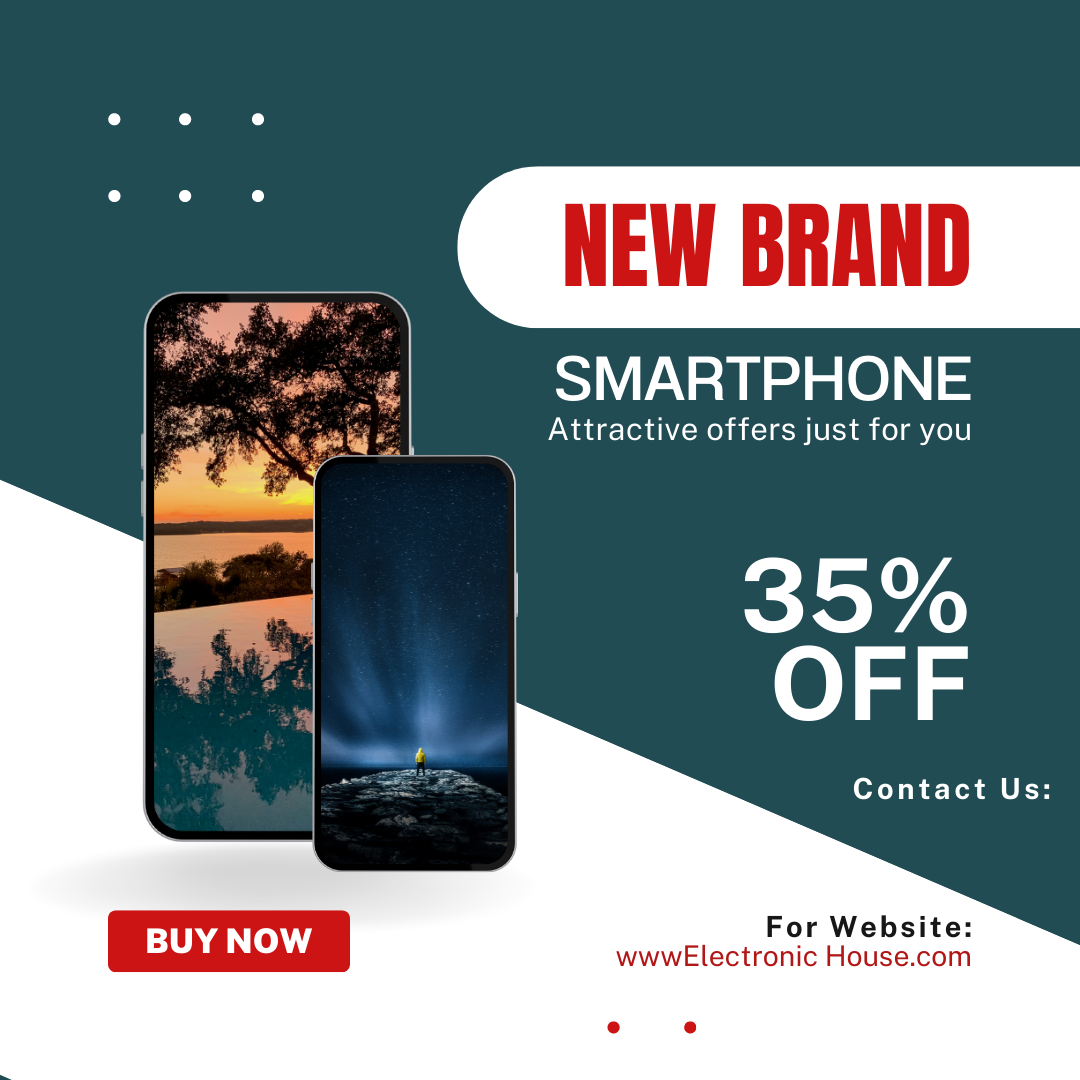 NEW BRAND
SMARTPHONE
Attractive offers just for you
35%
OFF
Contact Us:
For Website:
wwwElectronic House.com
BUY NOW